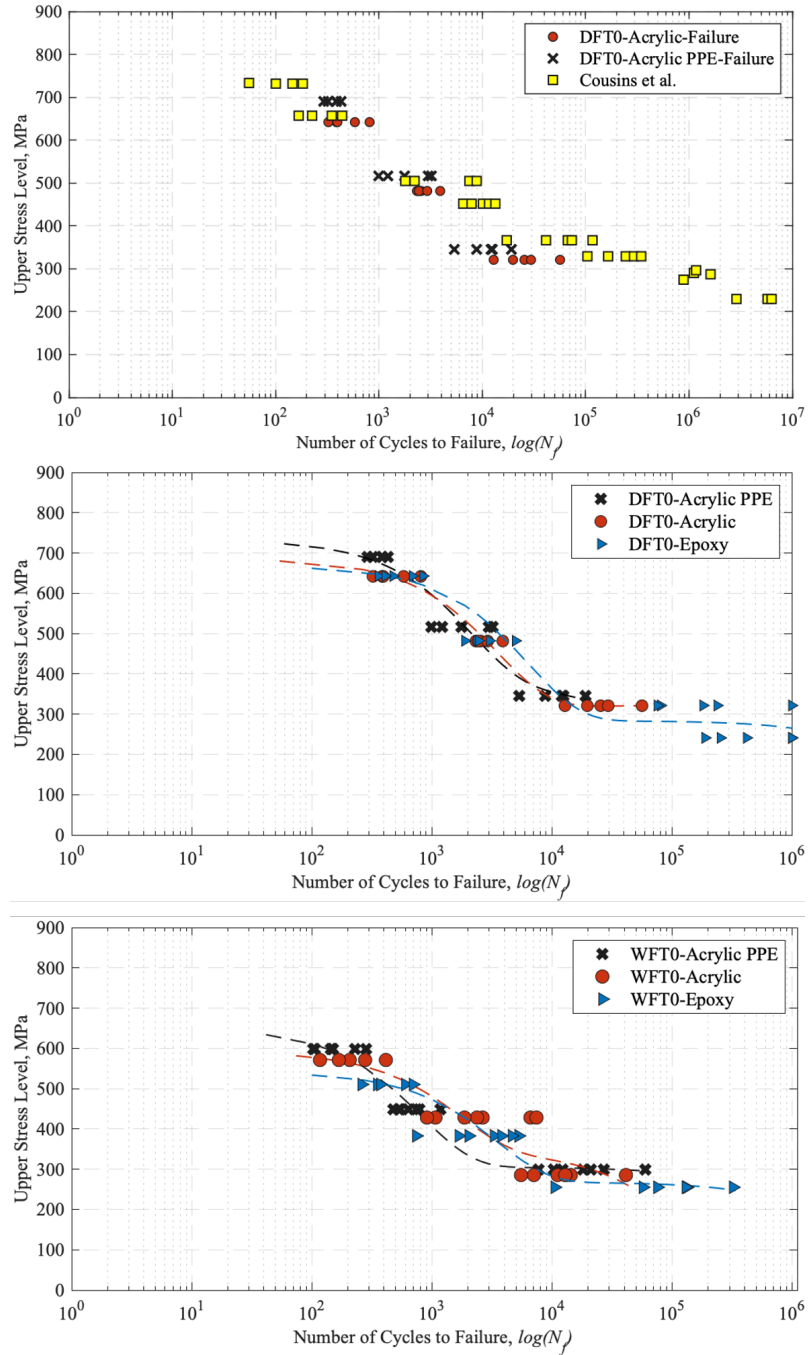 900
800
700
600
500
400
300
200
100
0
Upper Stress Level, MPa
DFT0-Acrylic-Failure
DFT0-Acrylic PPE-Failure
Cousins et al.
10^0 10^1 10^2 10^3 10^4 10^5 10^6 10^7
Number of Cycles to Failure, log(N_f)
900
800
700
600
500
400
300
200
100
0
Upper Stress Level, MPa
DFT0-Acrylic PPE
DFT0-Acrylic
DFT0-Epoxy
10^0 10^1 10^2 10^3 10^4 10^5 10^6
Number of Cycles to Failure, log(N_f)
900
800
700
600
500
400
300
200
100
0
Upper Stress Level, MPa
WFT0-Acrylic PPE
WFT0-Acrylic
WFT0-Epoxy
10^0 10^1 10^2 10^3 10^4 10^5 10^6
Number of Cycles to Failure, log(N_f)